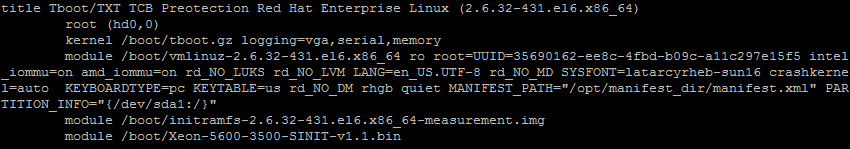 title Tboot/TXT TCB Preotection Red Hat Enterprise Linux (2.6.32-431.el6.x86_64)
root (hd0,0)
kernel /boot/tboot.gz logging=vga,serial,memory
module /boot/vmlinuz-2.6.32-431.el6.x86_64 ro root=UUID=35690162-ee8c-4fbd-b09c-a11c297e15f5 intel
_iommu=on amd_iommu=on rd_NO_LUKS rd_NO_LVM LANG=en_US.UTF-8 rd_NO_MD SYSFONT=latarcyrheb-sun16 crashkerne
l=auto  KEYBOARDTYPE=pc KEYTABLE=us rd_NO_DM rhgb quiet MANIFEST_PATH="/opt/manifest_dir/manifest.xml" PAR
TITION_INFO="{/dev/sda1:/}"
module /boot/initramfs-2.6.32-431.el6.x86_64-measurement.img
module /boot/Xeon-5600-3500-SINIT-v1.1.bin